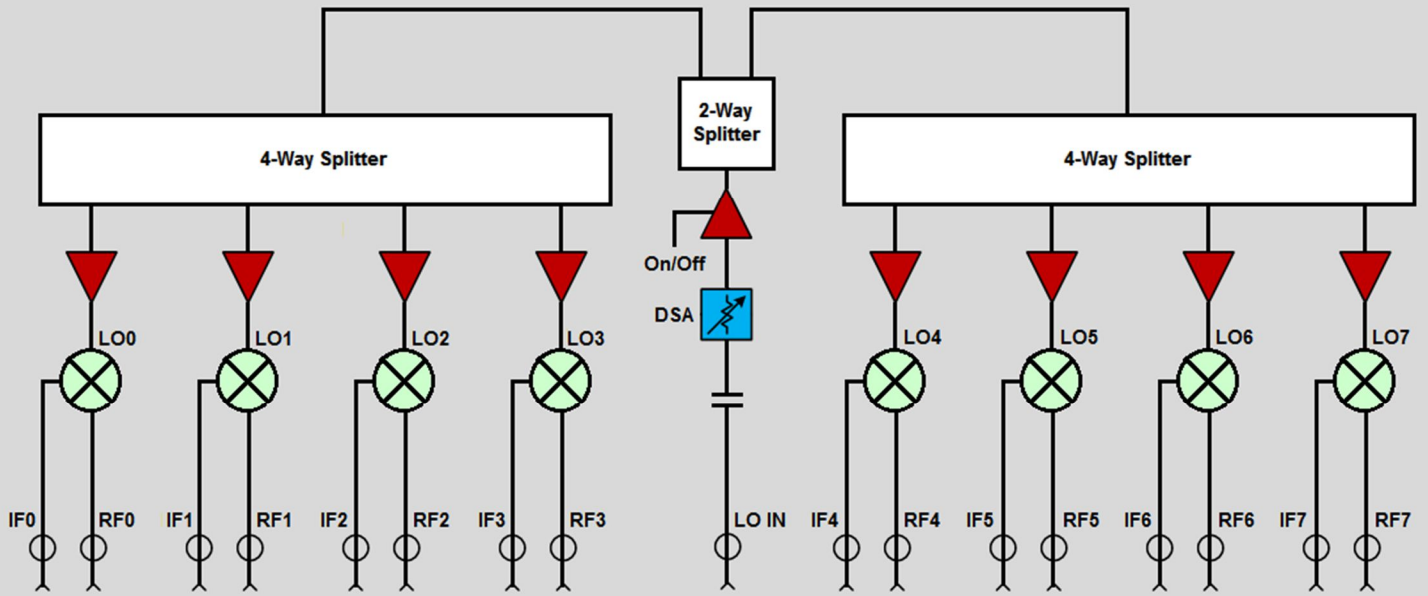 2-Way
Splitter
4-Way Splitter
4-Way Splitter
On/Off
DSA
LO0
LO1
LO2
LO3
LO4
LO5
LO6
LO7
IF0
RF0
IF1
RF1
IF2
RF2
IF3
RF3
LO IN
IF4
RF4
IF5
RF5
IF6
RF6
IF7
RF7